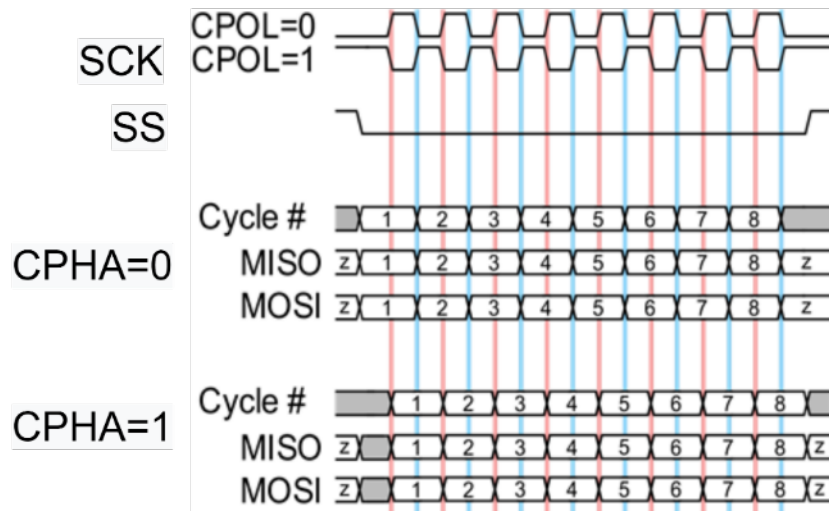 CPOL=0
SCK CPOL=1
SS
Cycle # 1 2 3 4 5 6 7 8
CPHA=0 MISO z 1 2 3 4 5 6 7 8 z
MOSI z 1 2 3 4 5 6 7 8 z
Cycle # 1 2 3 4 5 6 7 8
CPHA=1 MISO z 1 2 3 4 5 6 7 8 z
MOSI z 1 2 3 4 5 6 7 8 z